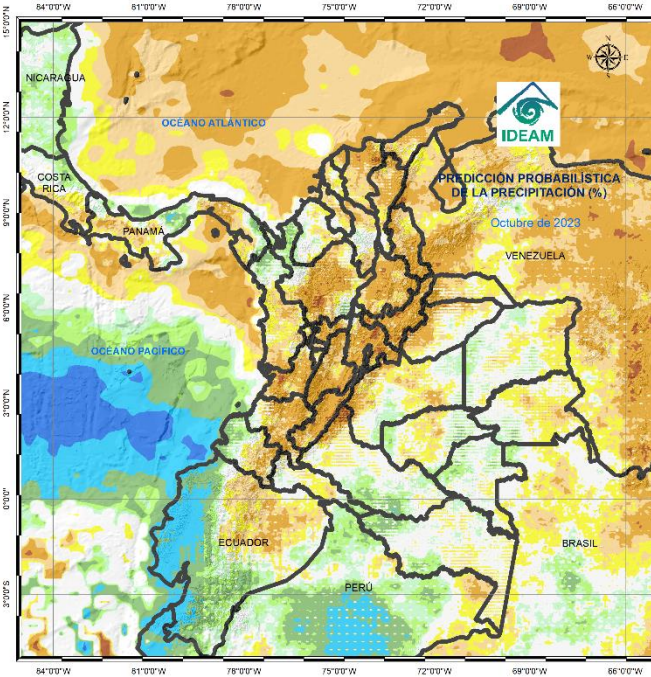 84°0'0"W 81°0'0"W 78°0'0"W 75°0'0"W 72°0'0"W 69°0'0"W 66°0'0"W
15°0'0"N
NICARAGUA
W E
IDEAM
12°0'0"N
OCÉANO ATLÁNTICO
COSTA
RICA
PREDICCIÓN PROBABILÍSTICA
DE LA PRECIPITACIÓN (%)
Octubre de 2023
9°0'0"N
PANAMÁ
VENEZUELA
6°0'0"N
OCÉANO PACÍFICO
3°0'0"N
0°0'0"
ECUADOR
BRASIL
PERÚ
3°0'0"S
84°0'0"W 81°0'0"W 78°0'0"W 75°0'0"W 72°0'0"W 69°0'0"W 66°0'0"W